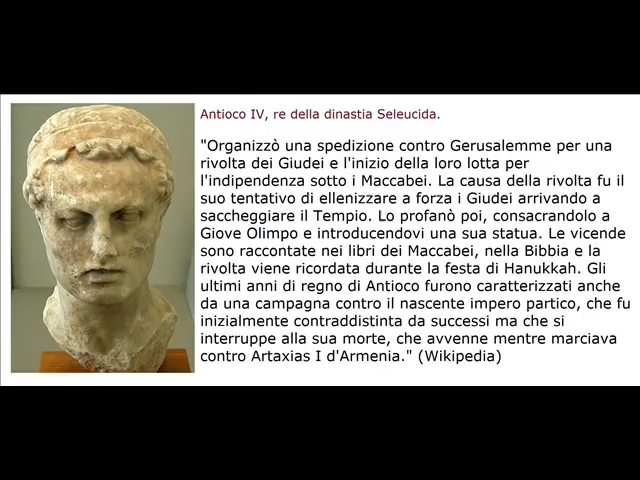 Antioco IV, re della dinastia Seleucida.
"Organizzò una spedizione contro Gerusalemme per una
rivolta dei Giudei e l'inizio della loro lotta per
l'indipendenza sotto i Maccabei. La causa della rivolta fu il
suo tentativo di ellenizzare a forza i Giudei arrivando a
saccheggiare il Tempio. Lo profanò poi, consacrandolo a
Giove Olimpo e introducendovi una sua statua. Le vicende
sono raccontate nei libri dei Maccabei, nella Bibbia e la
rivolta viene ricordata durante la festa di Hanukkah. Gli
ultimi anni di regno di Antioco furono caratterizzati anche
da una campagna contro il nascente impero partico, che fu
inizialmente contraddistinta da successi ma che si
interruppe alla sua morte, che avvenne mentre marciava
contro Artaxias I d'Armenia." (Wikipedia)